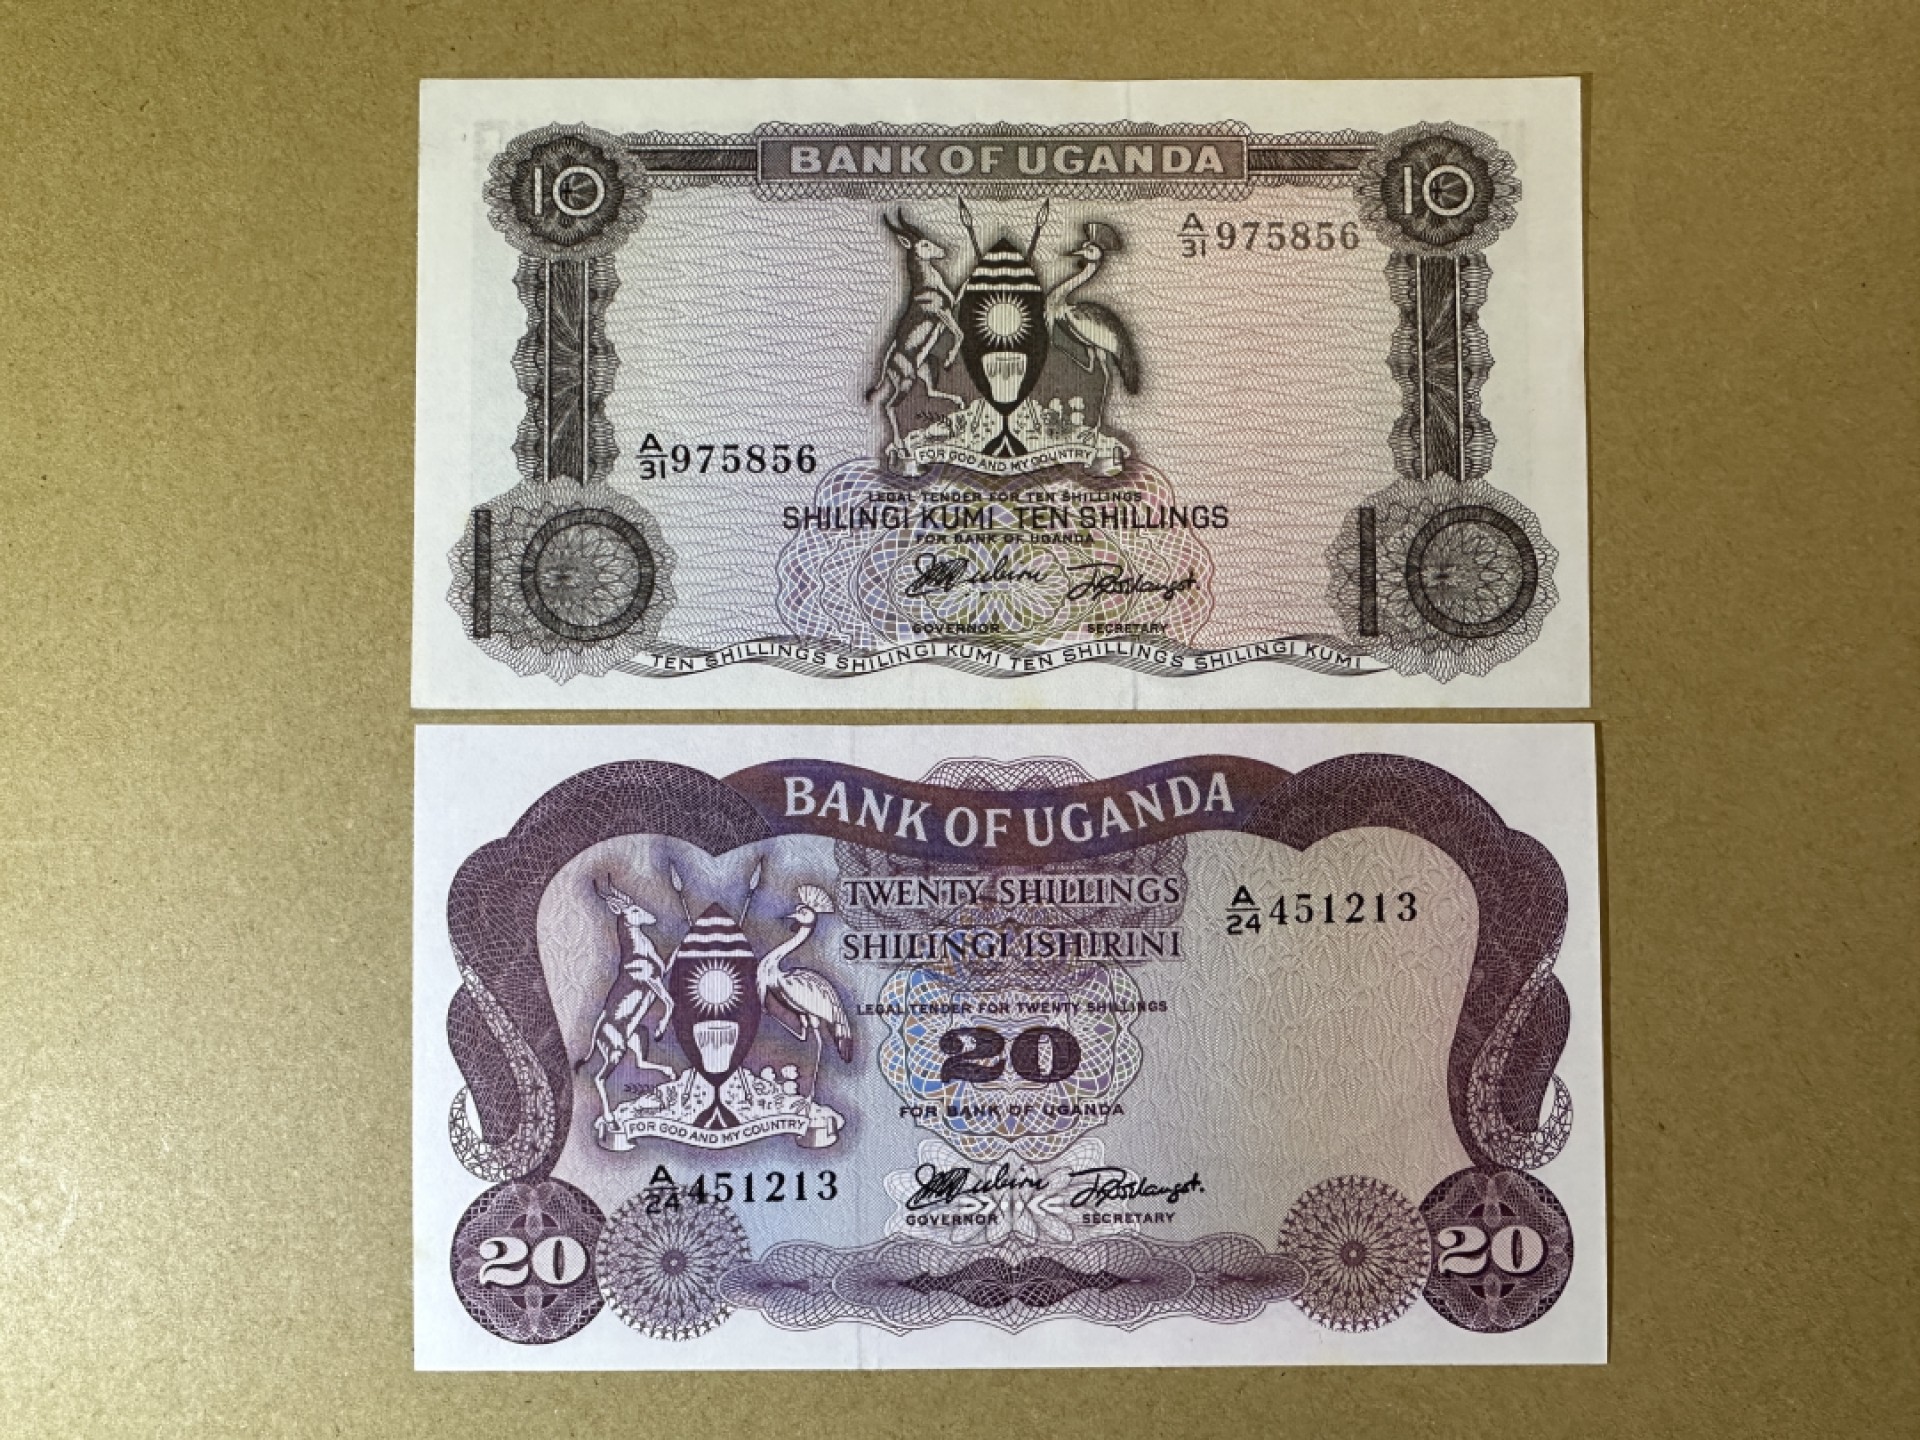 BANK OF UGANDA
10
10
A/31 975856
FOR GOD AND MY COUNTRY
A/31 975856
LEGAL TENDER FOR TEN SHILLINGS
SHILINGI KUMI TEN SHILLINGS
FOR BANK OF UGANDA
10
10
GOVERNOR SECRETARY
TEN SHILLINGS SHILINGI KUMI TEN SHILLINGS SHILINGI KUMI
BANK OF UGANDA
TWENTY SHILLINGS
SHILINGI ISHIRINI
A/24 451213
LEGAL TENDER FOR TWENTY SHILLINGS
20
FOR BANK OF UGANDA
FOR GOD AND MY COUNTRY
A/24 451213
GOVERNOR SECRETARY
20
20